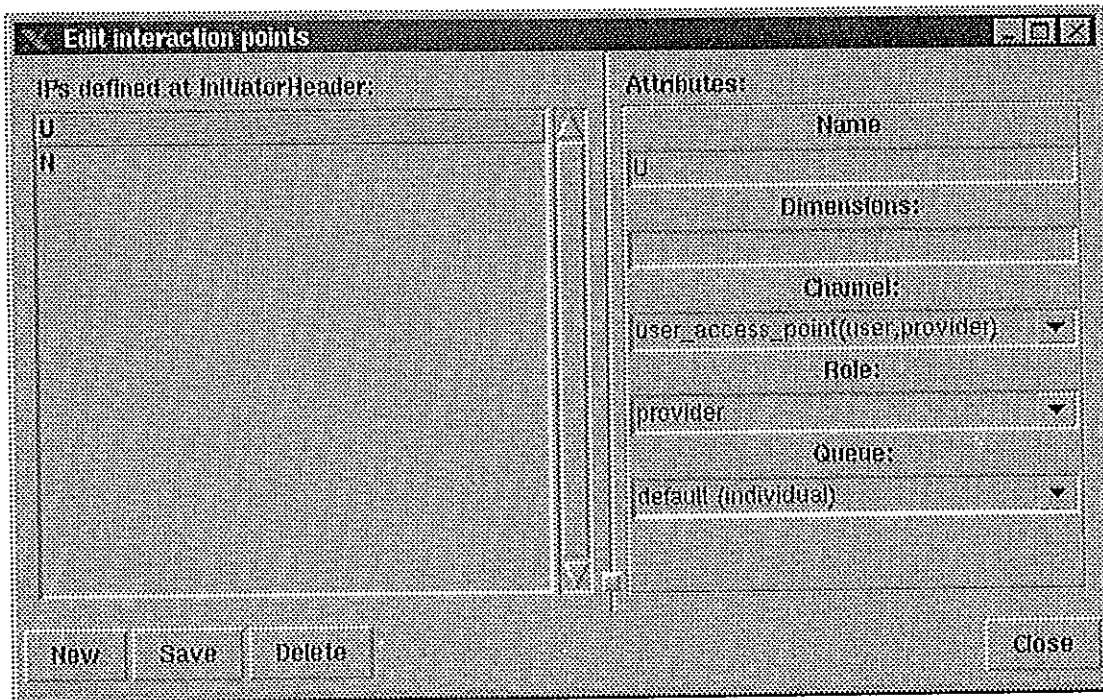 Edit interaction points
IPs defined at InitiatorHeader:
U
N
Attributes:
Name
U
Dimensions:
Channel:
user_access_point(user,provider)
Role:
provider
Queue:
default (individual)
New
Save
Delete
Close